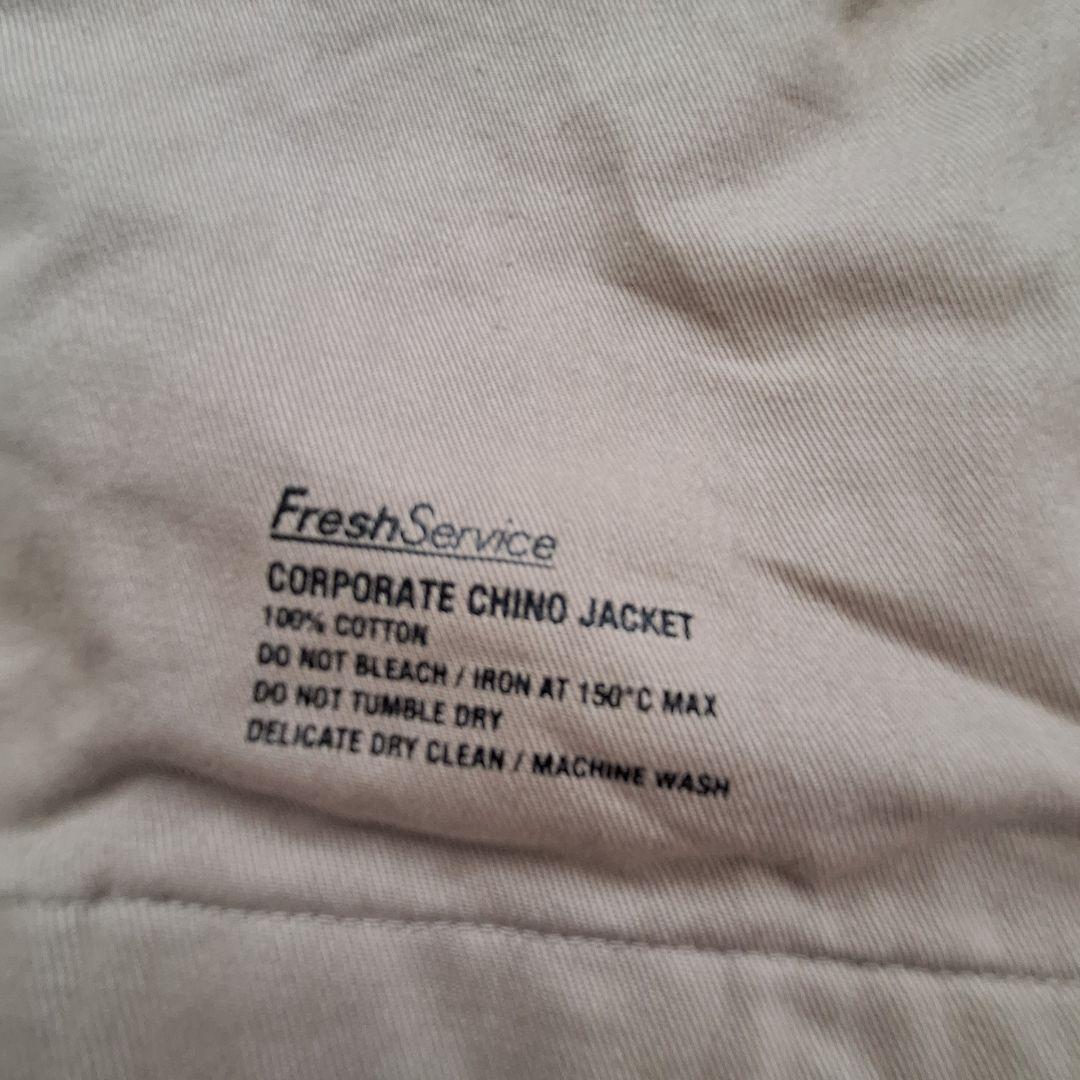 FreshService
CORPORATE CHINO JACKET
100% COTTON
DO NOT BLEACH / IRON AT 150°C MAX
DO NOT TUMBLE DRY
DELICATE DRY CLEAN / MACHINE WASH